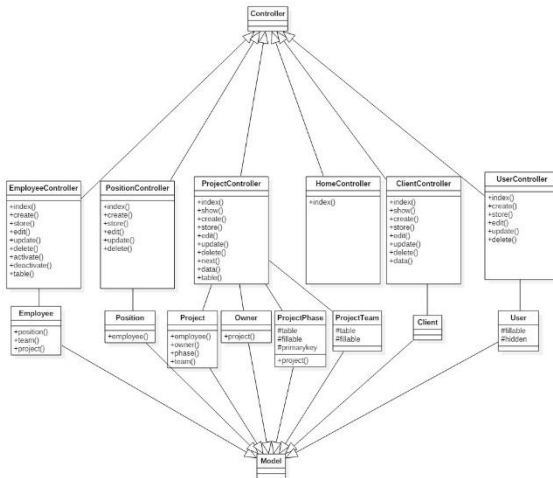 Controller
EmployeeController
+index()
+create()
+store()
+edit()
+update()
+delete()
+activate()
+deactivate()
+table()
PositionController
+index()
+create()
+store()
+edit()
+update()
+delete()
ProjectController
+index()
+show()
+create()
+store()
+edit()
+update()
+delete()
+next()
+data()
+table()
HomeController
+index()
ClientController
+index()
+show()
+create()
+store()
+edit()
+update()
+delete()
+data()
UserController
+index()
+create()
+store()
+edit()
+update()
+delete()
Employee
+position()
+team()
+project()
Position
+employee()
Project
+employee()
+owner()
+phase()
+team()
Owner
+project()
ProjectPhase
#table
#fillable
#primarykey
+project()
ProjectTeam
#table
#fillable
Client
User
#fillable
#hidden
Model